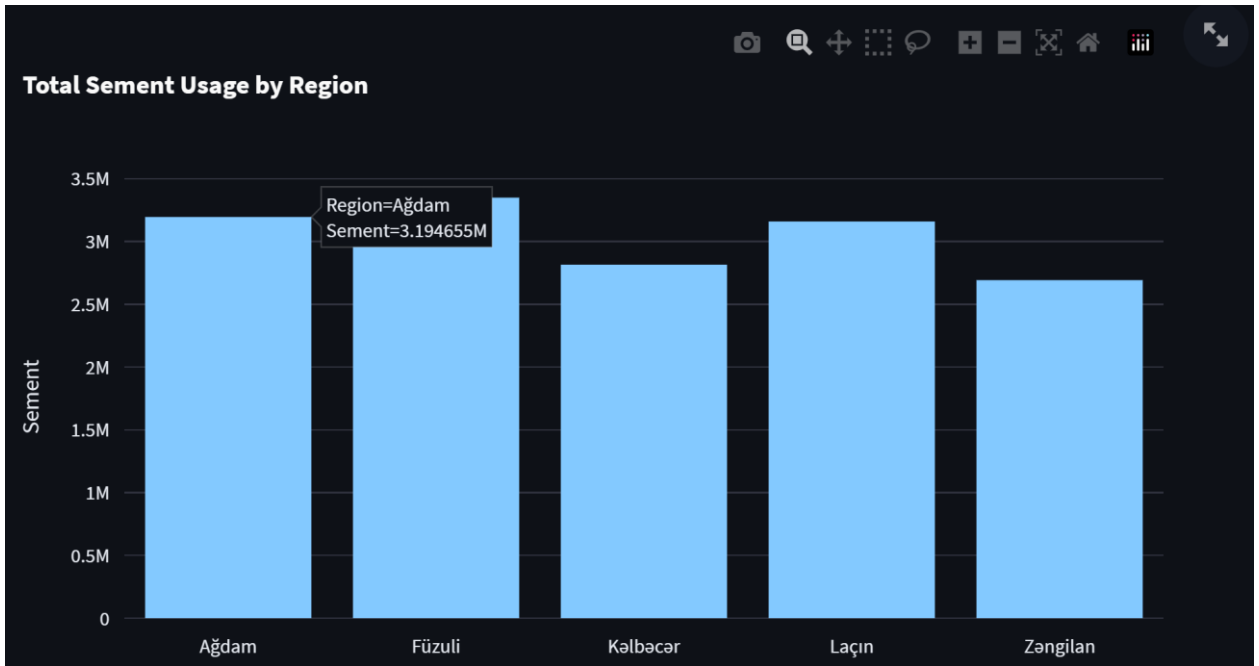 Total Sement Usage by Region
3.5M
3M
2.5M
2M
1.5M
1M
0.5M
0
Sement
Region=Ağdam
Sement=3.194655M
Ağdam
Füzuli
Kəlbəcər
Laçın
Zəngilan